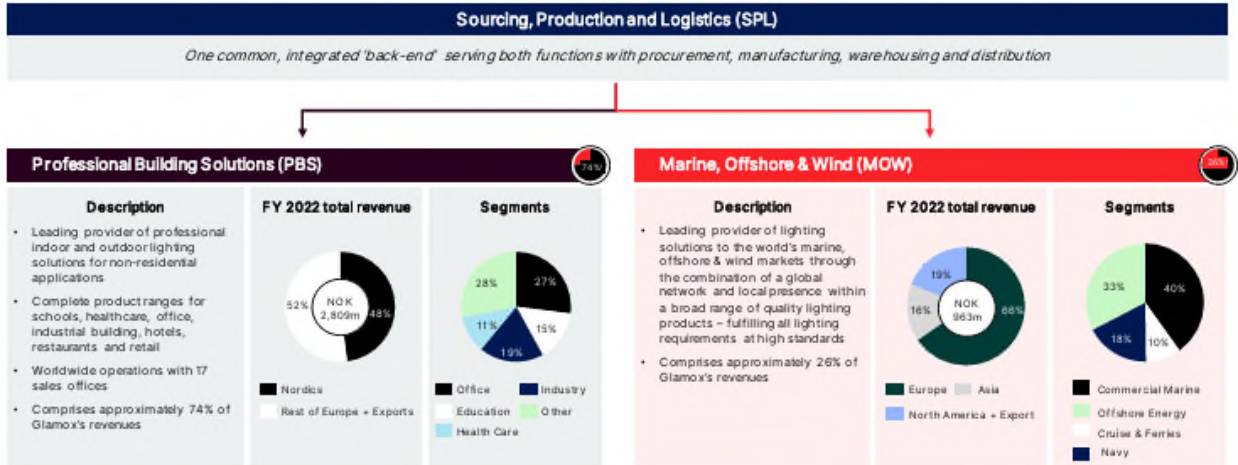 Sourcing, Production and Logistics (SPL)
One common, integrated 'back-end' serving both functions with procurement, manufacturing, warehousing and distribution
Professional Building Solutions (PBS)
74%
Description
• Leading provider of professional
indoor and outdoor lighting
solutions for non-residential
applications
• Complete product ranges for
schools, healthcare, office,
industrial building, hotels,
restaurants and retail
• Worldwide operations with 17
sales offices
• Comprises approximately 74% of
Glamox's revenues
FY 2022 total revenue
52%
NOK
2,809m
48%
Nordics
Rest of Europe + Exports
Segments
28%
27%
11%
15%
19%
Office
Industry
Education
Other
Health Care
Marine, Offshore & Wind (MOW)
26%
Description
• Leading provider of lighting
solutions to the world's marine,
offshore & wind markets through
the combination of a global
network and local presence within
a broad range of quality lighting
products – fulfilling all lighting
requirements at high standards
• Comprises approximately 26% of
Glamox's revenues
FY 2022 total revenue
19%
16%
NOK
963m
66%
Europe
Asia
North America + Export
Segments
33%
40%
18%
10%
Commercial Marine
Offshore Energy
Cruise & Ferries
Navy